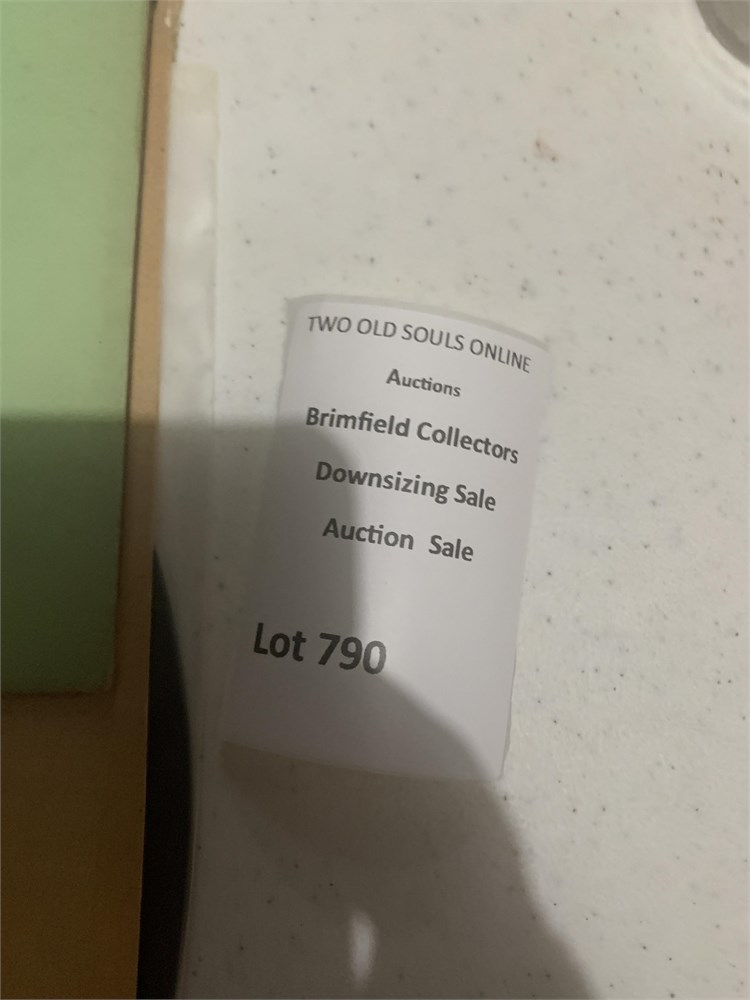 TWO OLD SOULS ONLINE
Auctions
Brimfield Collectors
Downsizing Sale
Auction Sale
Lot 790